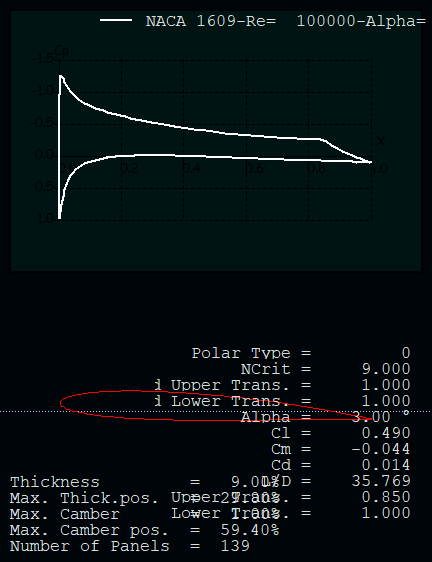 NACA 1609-Re= 100000-Alpha=
Cp
-1.5
-1.0
-0.5
X
0.0
0.2
0.4
0.6
0.8
1.0
0.5
1.0
Polar Type = 0
NCrit = 9.000
i Upper Trans. = 1.000
i Lower Trans. = 1.000
Alpha = 3.00 °
Cl = 0.490
Cm = -0.044
Cd = 0.014
L/D = 35.769
Upper Trans. = 0.850
Lower Trans. = 1.000
Thickness = 9.00%
Max. Thick.pos. =
Max. Camber = 1.00%
Max. Camber pos. = 59.40%
Number of Panels = 139